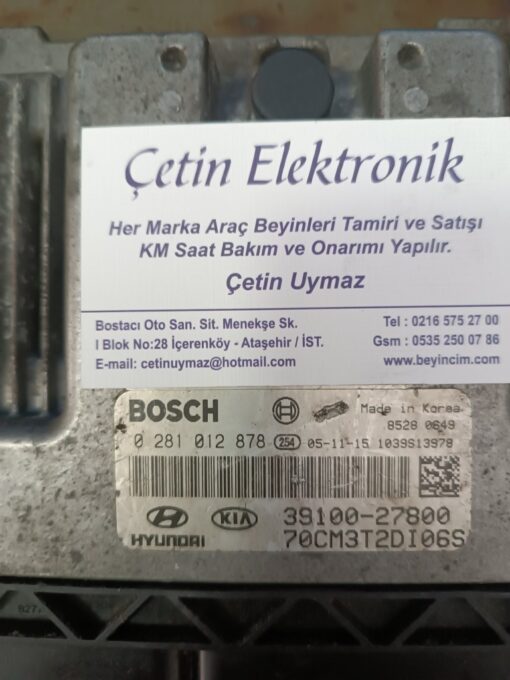 Çetin Elektronik
Her Marka Araç Beyinleri Tamiri ve Satışı
KM Saat Bakım ve Onarımı Yapılır.
Çetin Uymaz
Bostacı Oto San. Sit. Menekşe Sk.
I Blok No:28 İçerenköy - Ataşehir / İST.
E-mail: cetinuymaz@hotmail.com
Tel : 0216 575 27 00
Gsm : 0535 250 07 86
www.beyincim.com
BOSCH
Made in Korea
8528 0649
0 281 012 878 254 05-11-15 1039S13978
HYUNDAI KIA 39100-27800
70CM3T2DI06S